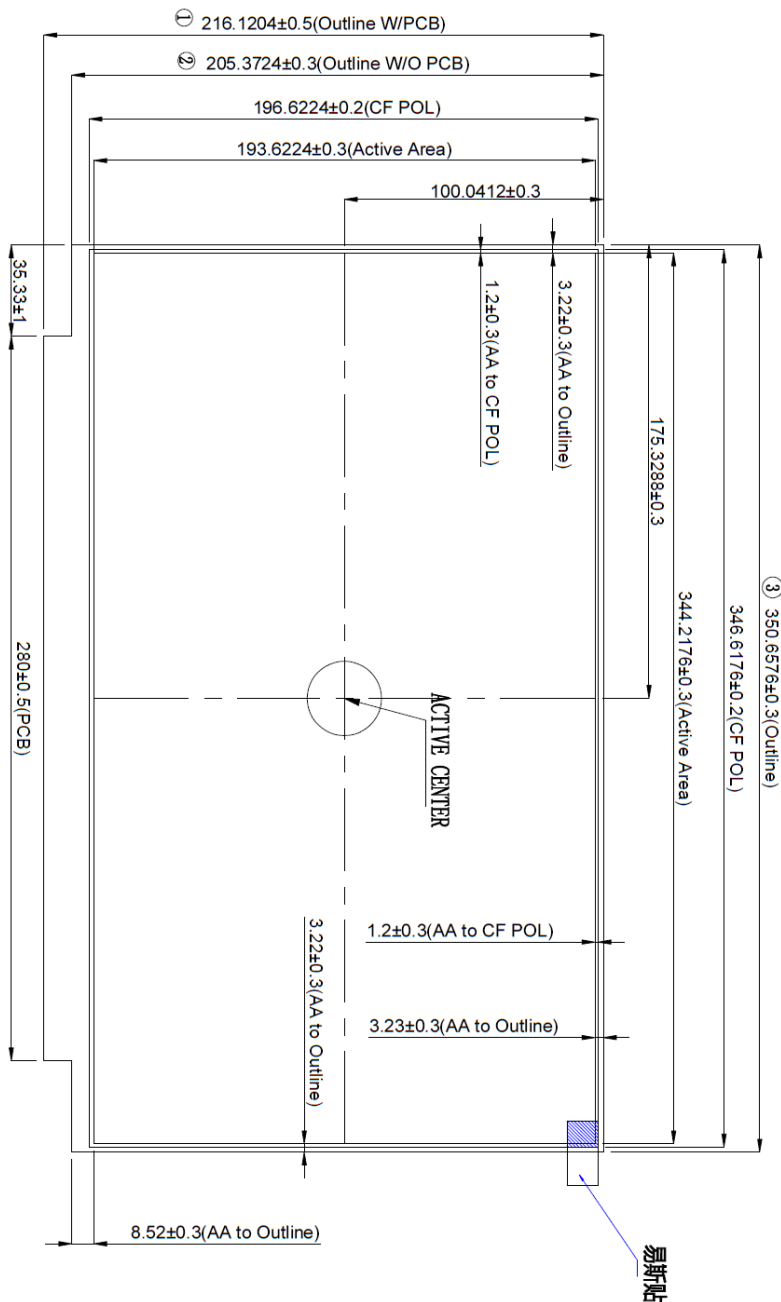 ① 216.1204±0.5(Outline W/PCB)
② 205.3724±0.3(Outline W/O PCB)
196.6224±0.2(CF POL)
193.6224±0.3(Active Area)
100.0412±0.3
35.33±1
280±0.5(PCB)
1.2±0.3(AA to CF POL)
3.22±0.3(AA to Outline)
175.3288±0.3
344.2176±0.3(Active Area)
346.6176±0.2(CF POL)
③ 350.6576±0.3(Outline)
ACTIVE CENTER
1.2±0.3(AA to CF POL)
3.23±0.3(AA to Outline)
3.22±0.3(AA to Outline)
8.52±0.3(AA to Outline)
易斯贴